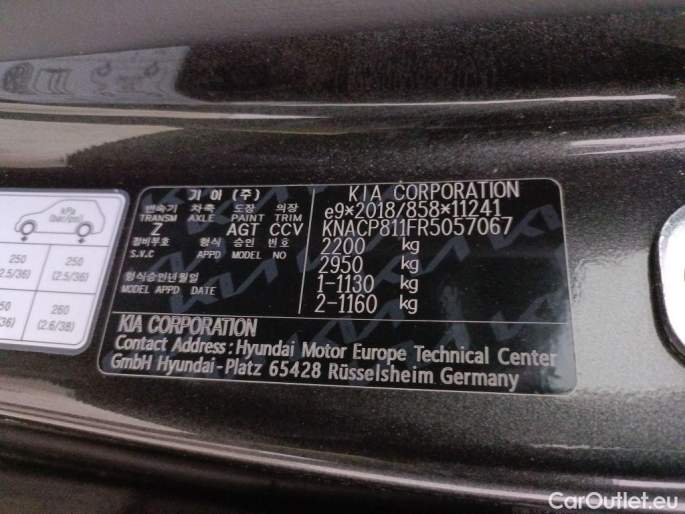 kPa
(bar/psi)
250 250
(2.5/36) (2.5/36)
260
(2.6/38)
기 아 (주)
변속기 차축 도장 의장
TRANSM AXLE PAINT TRIM
Z AGT CCV
정비부호 형식 승인 번호
S.V.C APPD MODEL NO
형식승인년월일
MODEL APPD DATE
KIA CORPORATION
e9*2018/858*11241
KNACP811FR5057067
2200 kg
2950 kg
1-1130 kg
2-1160 kg
KIA CORPORATION
Contact Address : Hyundai Motor Europe Technical Center
GmbH Hyundai-Platz 65428 Rüsselsheim Germany
CarOutlet.eu